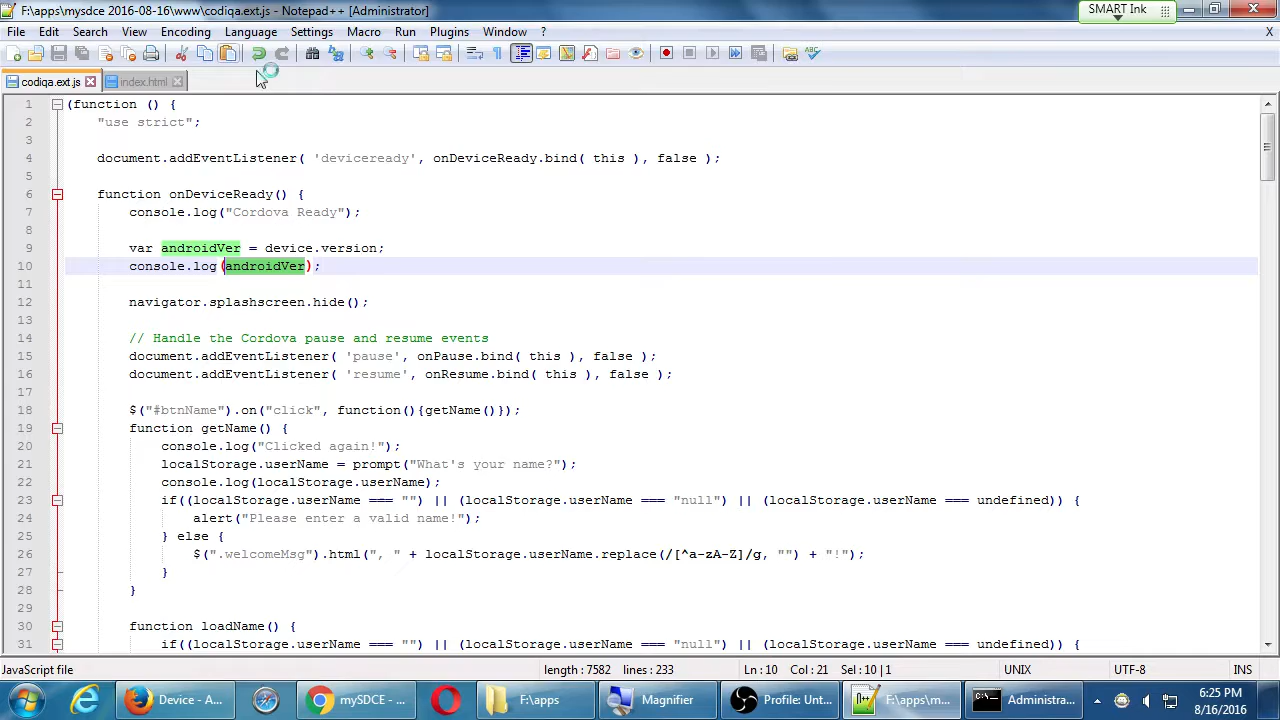 F:\apps\mysdce 2016-08-16\www\codiqa.ext.js - Notepad++ [Administrator]
SMART Ink
File Edit Search View Encoding Language Settings Macro Run Plugins Window ?
codiqa.ext.js index.html
1 (function () {
2 "use strict";
3
4 document.addEventListener( 'deviceready', onDeviceReady.bind( this ), false );
5
6 function onDeviceReady() {
7 console.log("Cordova Ready");
8
9 var androidVer = device.version;
10 console.log(androidVer);
11
12 navigator.splashscreen.hide();
13
14 // Handle the Cordova pause and resume events
15 document.addEventListener( 'pause', onPause.bind( this ), false );
16 document.addEventListener( 'resume', onResume.bind( this ), false );
17
18 $("#btnName").on("click", function(){getName()});
19 function getName() {
20 console.log("Clicked again!");
21 localStorage.userName = prompt("What's your name?");
22 console.log(localStorage.userName);
23 if((localStorage.userName === "") || (localStorage.userName === "null") || (localStorage.userName === undefined)) {
24 alert("Please enter a valid name!");
25 } else {
26 $(".welcomeMsg").html(", " + localStorage.userName.replace(/[^a-zA-Z]/g, "") + "!");
27 }
28 }
29
30 function loadName() {
31 if((localStorage.userName === "") || (localStorage.userName === "null") || (localStorage.userName === undefined)) {
JavaScript file length : 7582 lines : 233 Ln : 10 Col : 21 Sel : 10 | 1 UNIX UTF-8 INS
Device - A... mySDCE - ... F:\apps Magnifier Profile: Unt... F:\apps\m... Administra... 6:25 PM
8/16/2016